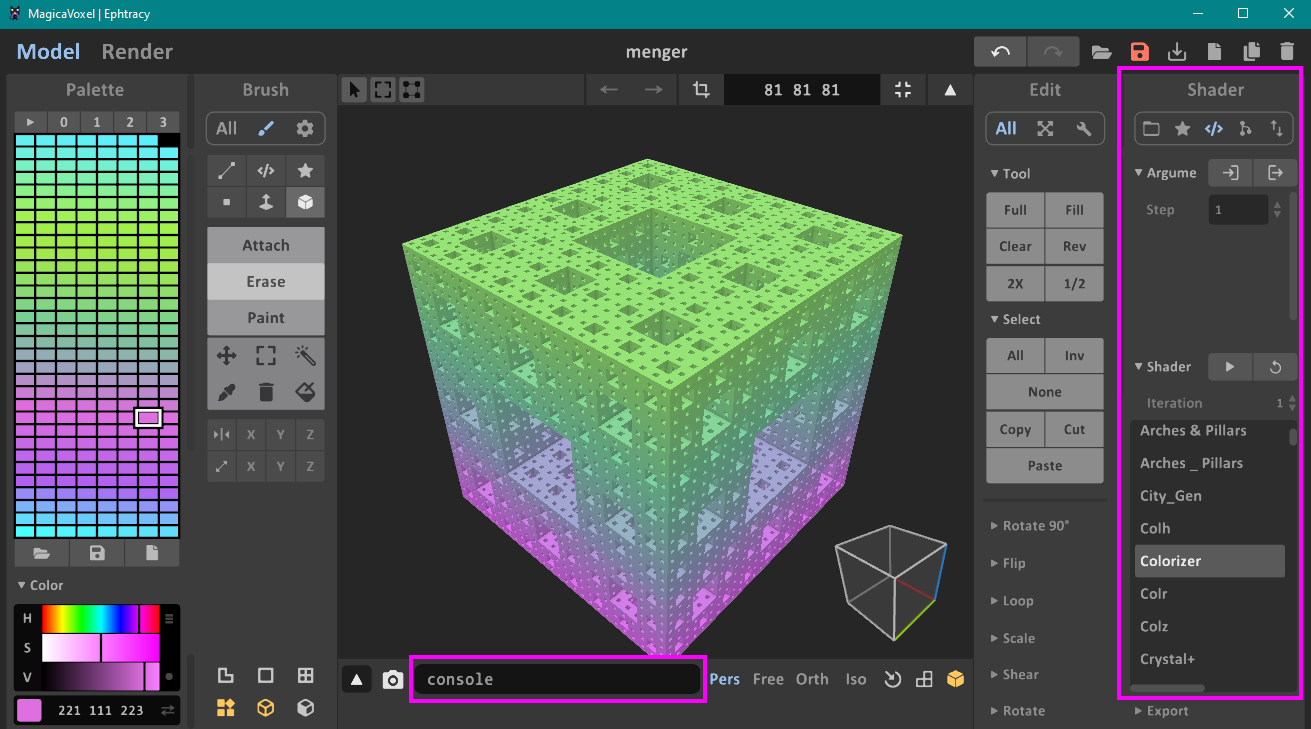 MagicaVoxel | Ephtracy
Model Render
menger
Palette
0 1 2 3
Color
H
S
V
221 111 223
Brush
All
Attach
Erase
Paint
X Y Z
X Y Z
81 81 81
console
Pers Free Orth Iso
Edit
All
Tool
Full Fill
Clear Rev
2X 1/2
Select
All Inv
None
Copy Cut
Paste
Rotate 90°
Flip
Loop
Scale
Shear
Rotate
Shader
Argume
Step 1
Shader
Iteration 1
Arches & Pillars
Arches _ Pillars
City_Gen
Colh
Colorizer
Colr
Colz
Crystal+
Export